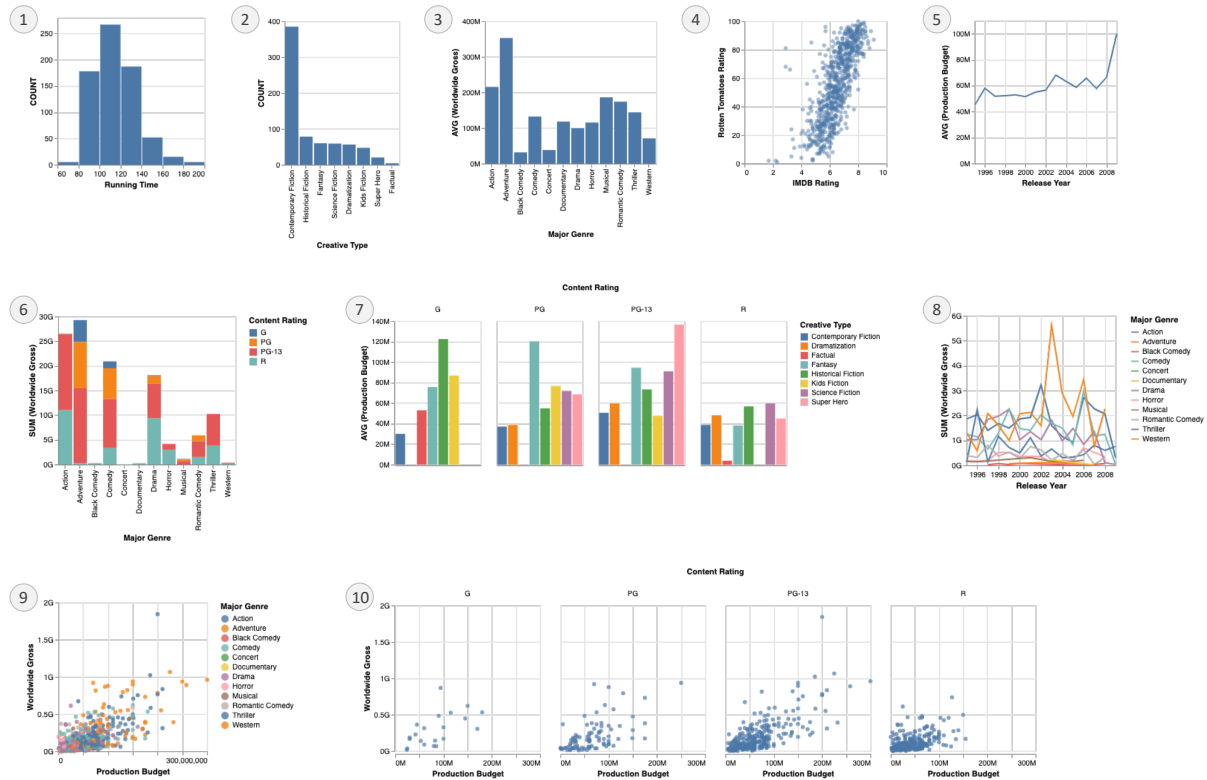 1
250
200
150
100
50
0
COUNT
60 80 100 120 140 160 180 200
Running Time
2
400
300
200
100
0
COUNT
Contemporary Fiction
Historical Fiction
Fantasy
Science Fiction
Dramatization
Kids Fiction
Super Hero
Factual
Creative Type
3
400M
300M
200M
100M
0M
AVG (Worldwide Gross)
Action
Adventure
Black Comedy
Comedy
Concert
Documentary
Drama
Horror
Musical
Romantic Comedy
Thriller
Western
Major Genre
4
100
80
60
40
20
0
Rotten Tomatoes Rating
0 2 4 6 8 10
IMDB Rating
5
100M
80M
60M
40M
20M
0M
AVG (Production Budget)
1996 1998 2000 2002 2004 2006 2008
Release Year
6
30G
25G
20G
15G
10G
5G
0G
SUM (Worldwide Gross)
Action
Adventure
Black Comedy
Comedy
Concert
Documentary
Drama
Horror
Musical
Romantic Comedy
Thriller
Western
Major Genre
Content Rating
G
PG
PG-13
R
7
Content Rating
G PG PG-13 R
140M
120M
100M
80M
60M
40M
20M
0M
AVG (Production Budget)
Creative Type
Contemporary Fiction
Dramatization
Factual
Fantasy
Historical Fiction
Kids Fiction
Science Fiction
Super Hero
8
6G
5G
4G
3G
2G
1G
0G
SUM (Worldwide Gross)
1996 1998 2000 2002 2004 2006 2008
Release Year
Major Genre
Action
Adventure
Black Comedy
Comedy
Concert
Documentary
Drama
Horror
Musical
Romantic Comedy
Thriller
Western
9
2G
1.5G
1G
0.5G
0G
Worldwide Gross
0 300,000,000
Production Budget
Major Genre
Action
Adventure
Black Comedy
Comedy
Concert
Documentary
Drama
Horror
Musical
Romantic Comedy
Thriller
Western
10
Content Rating
G PG PG-13 R
2G
1.5G
1G
0.5G
0G
Worldwide Gross
0M 100M 200M 300M 0M 100M 200M 300M 0M 100M 200M 300M 0M 100M 200M 300M
Production Budget Production Budget Production Budget Production Budget